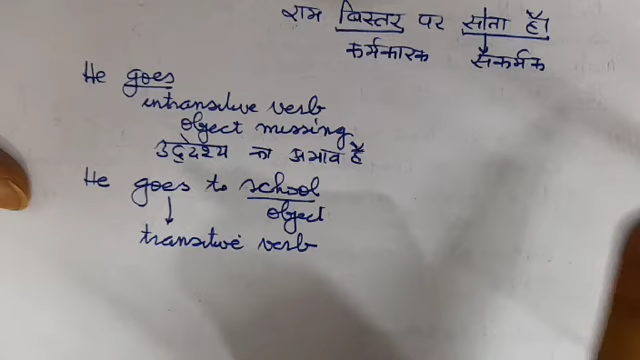 राम बिस्तर पर सोता है।
कर्मकारक सकर्मक
He goes
intransitive verb
object missing
उद्देश्य का अभाव है
He goes to school
object
transitive verb